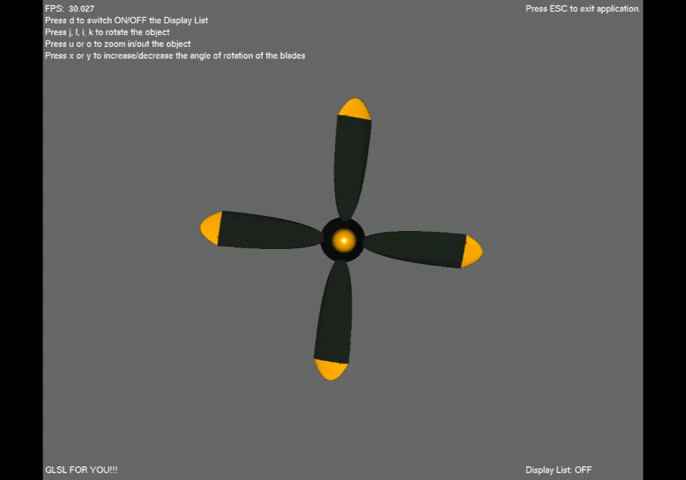 FPS: 30.027
Press ESC to exit application.
Press d to switch ON/OFF the Display List
Press j, l, i, k to rotate the object
Press u or o to zoom in/out the object
Press x or y to increase/decrease the angle of rotation of the blades
GLSL FOR YOU!!!
Display List: OFF